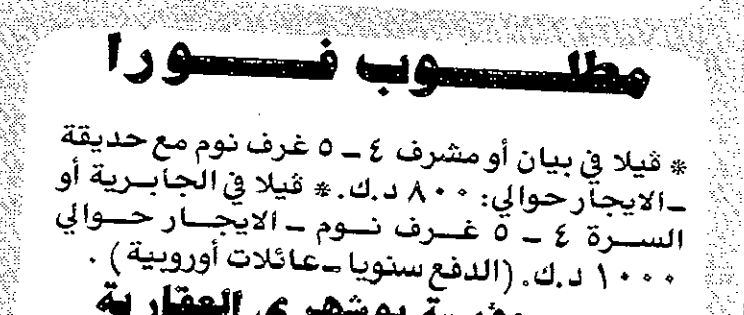 مطلوب فورا
* ڤيلا في بيان أو مشرف ٤ ـ ٥ غرف نوم مع حديقة
ـ الايجار حوالي: ٨٠٠ د.ك. * ڤيلا في الجابرية أو
السرة ٤ ـ ٥ غرف نوم ـ الايجار حوالي
١٠٠٠ د.ك. (الدفع سنويا ـ عائلات أوروبية) .
بوشهري العقارية